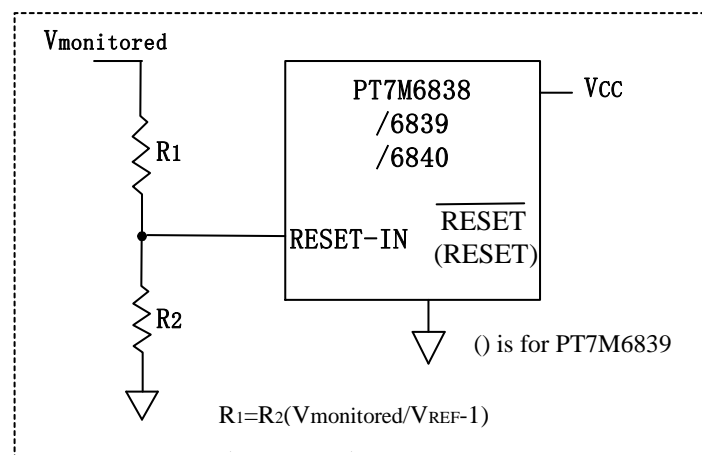 Vmonitored
PT7M6838
/6839
/6840
VCC
R1
RESET-IN
RESET
(RESET)
R2
() is for PT7M6839
R1=R2(Vmonitored/VREF-1)